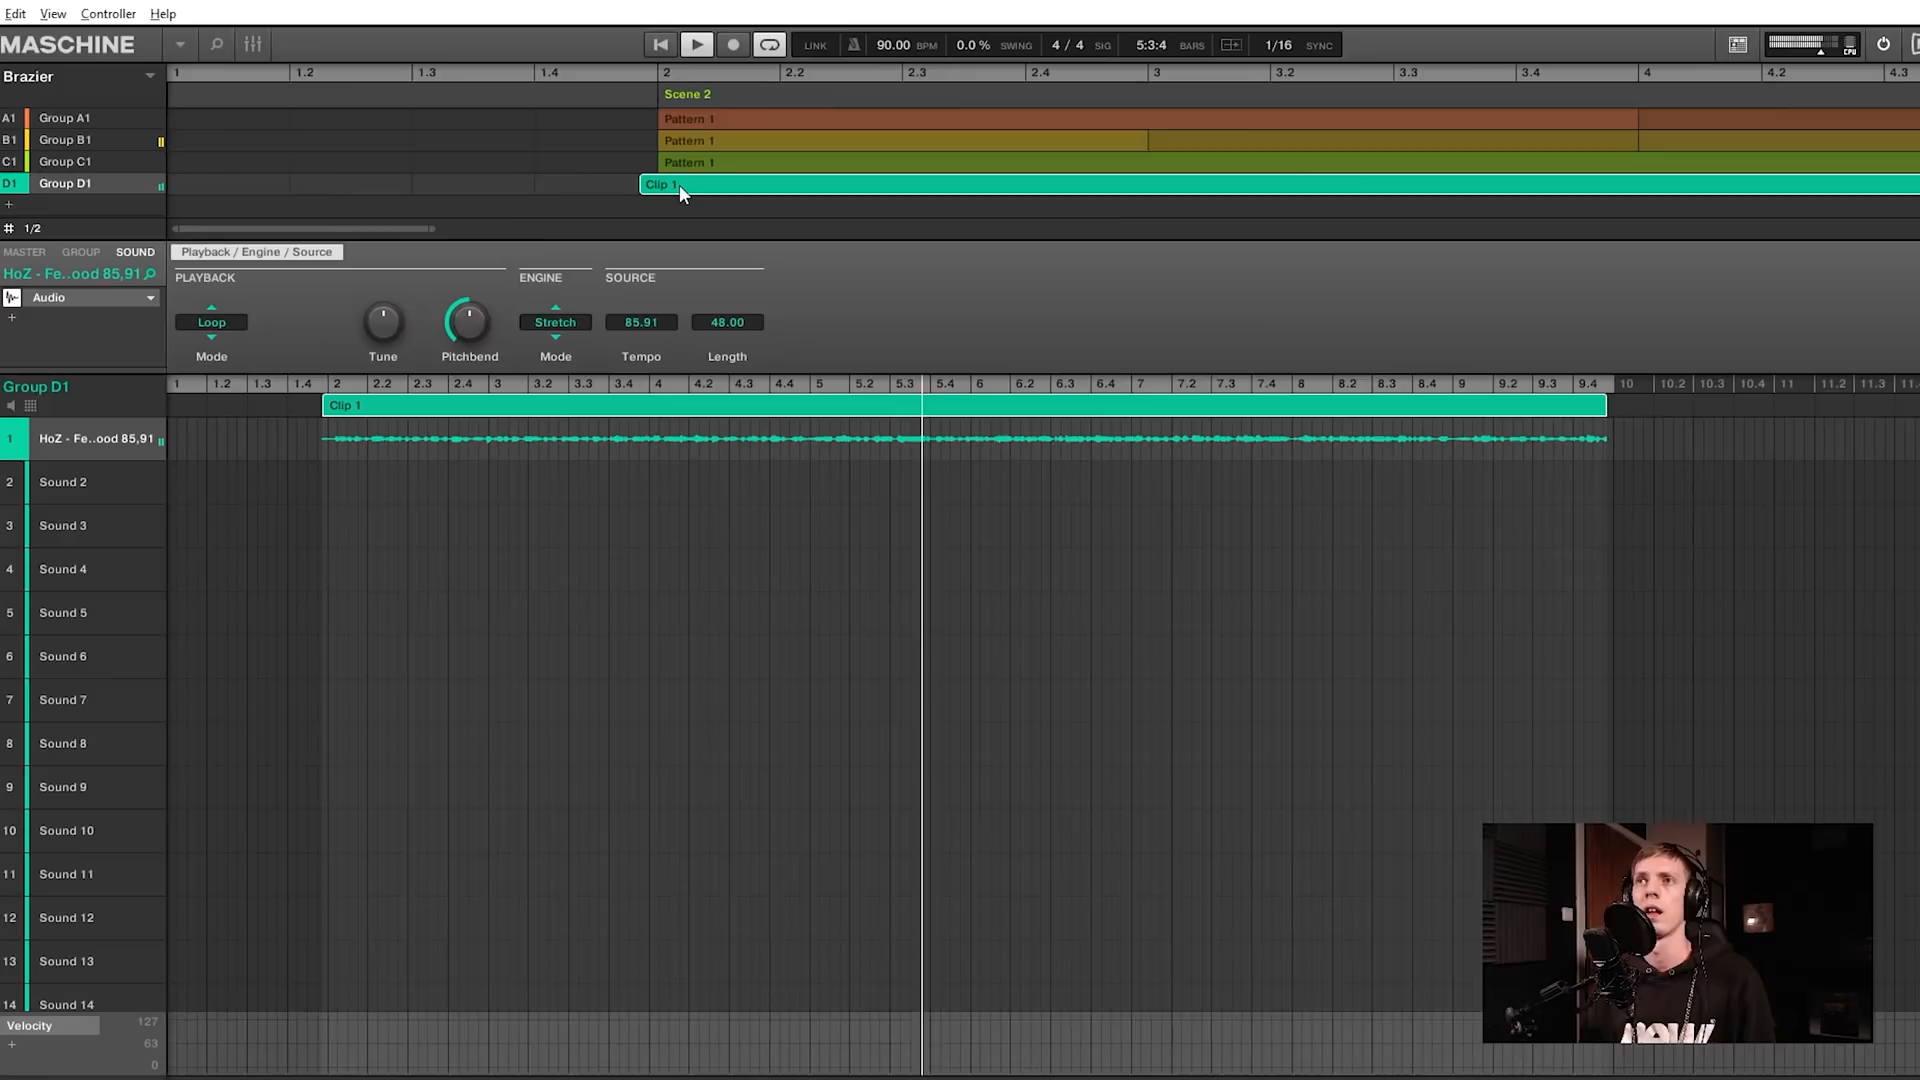 Edit View Controller Help
MASCHINE LINK 90.00 BPM 0.0 % SWING 4 / 4 SIG 5:3:4 BARS 1/16 SYNC CPU
Brazier 1 1.2 1.3 1.4 2 2.2 2.3 2.4 3 3.2 3.3 3.4 4 4.2 4.3
Scene 2
A1 Group A1 Pattern 1
B1 Group B1 Pattern 1
C1 Group C1 Pattern 1
D1 Group D1 Clip 1
+
# 1/2
MASTER GROUP SOUND Playback / Engine / Source
HoZ - Fe..ood 85,91 PLAYBACK ENGINE SOURCE
Audio
+
Loop Stretch 85.91 48.00
Mode Tune Pitchbend Mode Tempo Length
Group D1 1 1.2 1.3 1.4 2 2.2 2.3 2.4 3 3.2 3.3 3.4 4 4.2 4.3 4.4 5 5.2 5.3 5.4 6 6.2 6.3 6.4 7 7.2 7.3 7.4 8 8.2 8.3 8.4 9 9.2 9.3 9.4 10 10.2 10.3 10.4 11 11.2 11.3
Clip 1
1 HoZ - Fe..ood 85,91
2 Sound 2
3 Sound 3
4 Sound 4
5 Sound 5
6 Sound 6
7 Sound 7
8 Sound 8
9 Sound 9
10 Sound 10
11 Sound 11
12 Sound 12
13 Sound 13
14 Sound 14
Velocity 127
+ 63
0